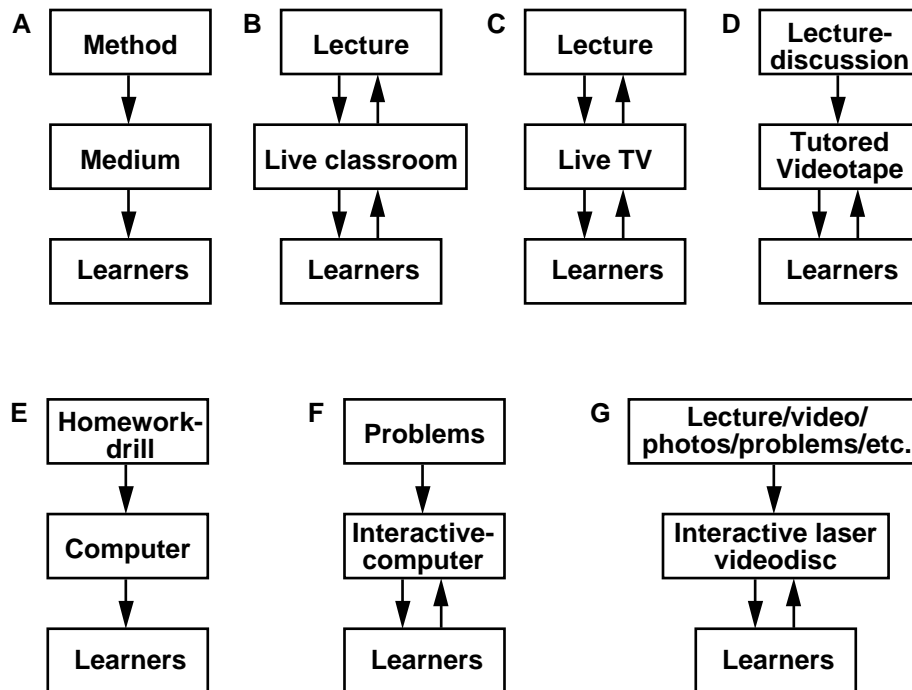 A
Method
Medium
Learners
B
Lecture
Live classroom
Learners
C
Lecture
Live TV
Learners
D
Lecture-
discussion
Tutored
Videotape
Learners
E
Homework-
drill
Computer
Learners
F
Problems
Interactive-
computer
Learners
G
Lecture/video/
photos/problems/etc.
Interactive laser
videodisc
Learners